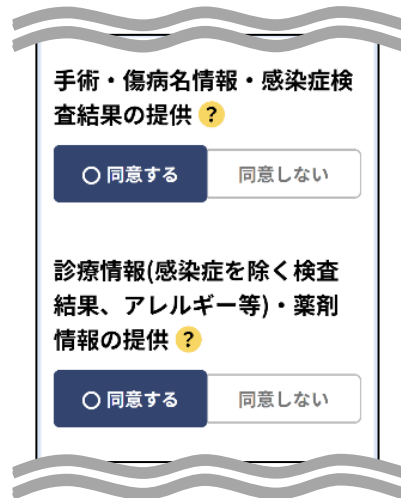 手術・傷病名情報・感染症検
査結果の提供 ?
〇同意する 同意しない
診療情報(感染症を除く検査
結果、アレルギー等)・薬剤
情報の提供 ?
〇同意する 同意しない